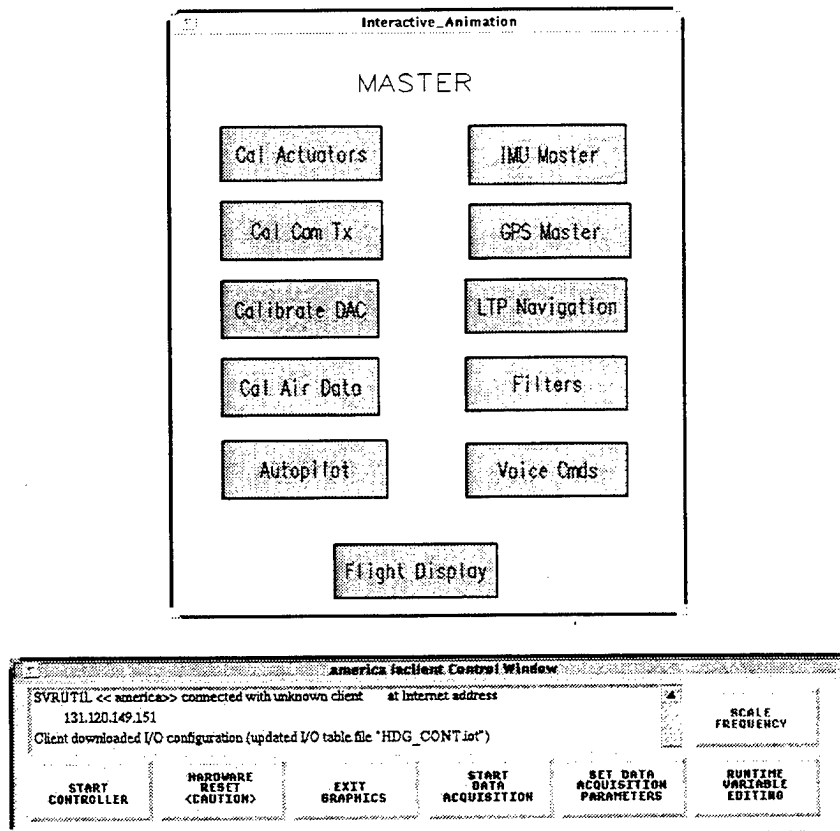 Interactive_Animation
MASTER
Cal Actuators
IMU Master
Cal Com Tx
GPS Master
Calibrate DAC
LTP Navigation
Cal Air Data
Filters
Autopilot
Voice Cmds
Flight Display
america iaclient Control Window
SVRUTIL << america>> connected with unknown client at Internet address
131.120.149.151
Client downloaded I/O configuration (updated I/O table file "HDG_CONT.iot")
SCALE
FREQUENCY
START
CONTROLLER
HARDWARE
RESET
<CAUTION>
EXIT
GRAPHICS
START
DATA
ACQUISITION
SET DATA
ACQUISITION
PARAMETERS
RUNTIME
VARIABLE
EDITING